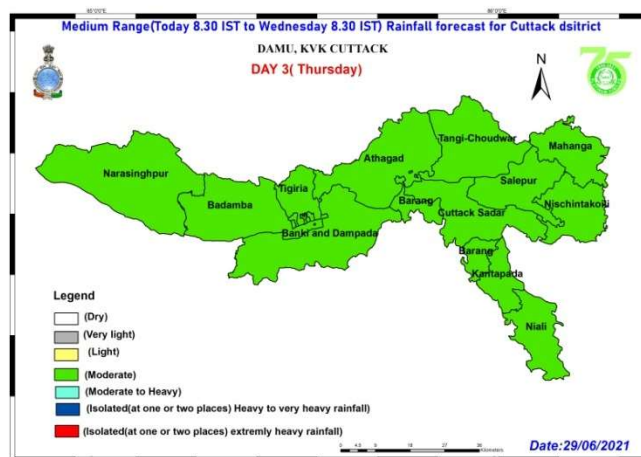 Medium Range(Today 8.30 IST to Wednesday 8.30 IST) Rainfall forecast for Cuttack dsitrict
DAMU, KVK CUTTACK
DAY 3( Thursday)
N
75
Tangi-Choudwar
Mahanga
Athagad
Narasinghpur
Salepur
Tigiria
Badamba
Barang
Nischintakoili
Cuttack Sadar
Banki and Dampada
Barang
Kantapada
Niali
Legend
(Dry)
(Very light)
(Light)
(Moderate)
(Moderate to Heavy)
(Isolated(at one or two places) Heavy to very heavy rainfall)
(Isolated(at one or two places) extremly heavy rainfall)
Kilometers
Date:29/06/2021